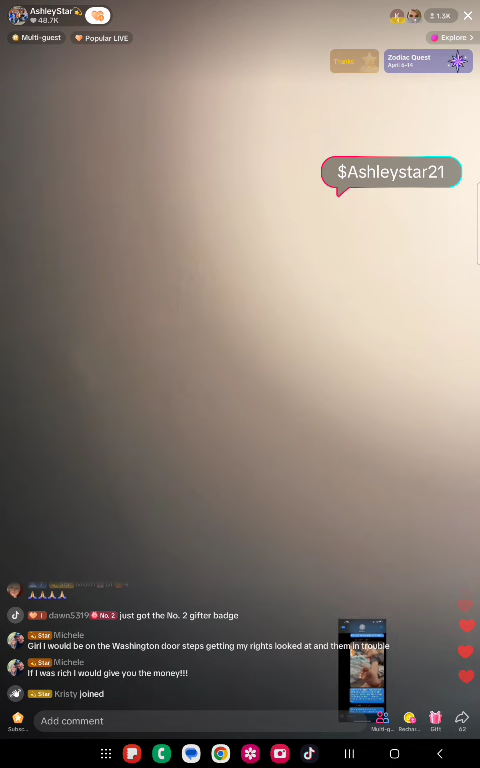 AshleyStar💫
48.7K
1.3K
Multi-guest
Popular LIVE
Explore >
Thanks
Zodiac Quest
April 6-14
$Ashleystar21
🙏🙏🙏🙏
dawn5319 No. 2 just got the No. 2 gifter badge
Star Michele
Girl I would be on the Washington door steps getting my rights looked at and them in trouble
Star Michele
If I was rich I would give you the money!!!
Star Kristy joined
Add comment
Subsc...
Multi-g...
Rechar...
Gift
62